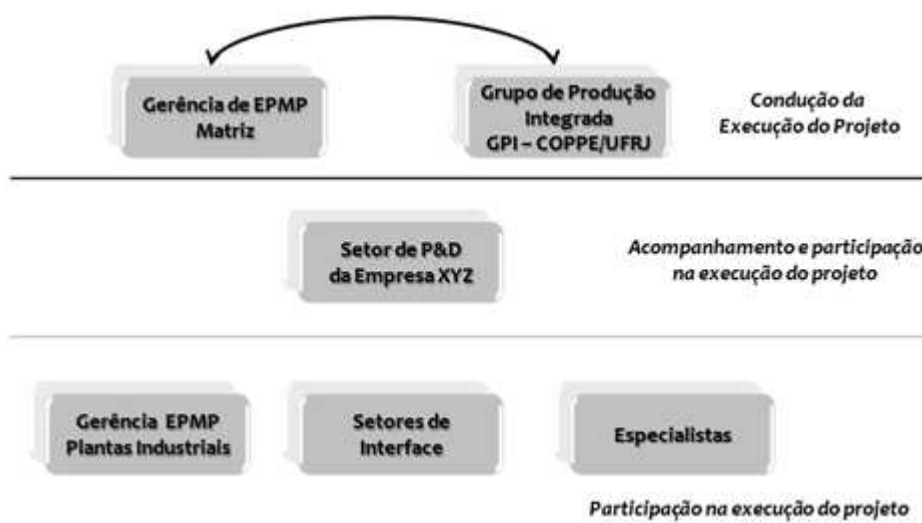 Gerência de EPMP
Matriz
Grupo de Produção
Integrada
GPI – COPPE/UFRJ
Condução da
Execução do Projeto
Setor de P&D
da Empresa XYZ
Acompanhamento e participação
na execução do projeto
Gerência EPMP
Plantas Industriais
Setores de
Interface
Especialistas
Participação na execução do projeto